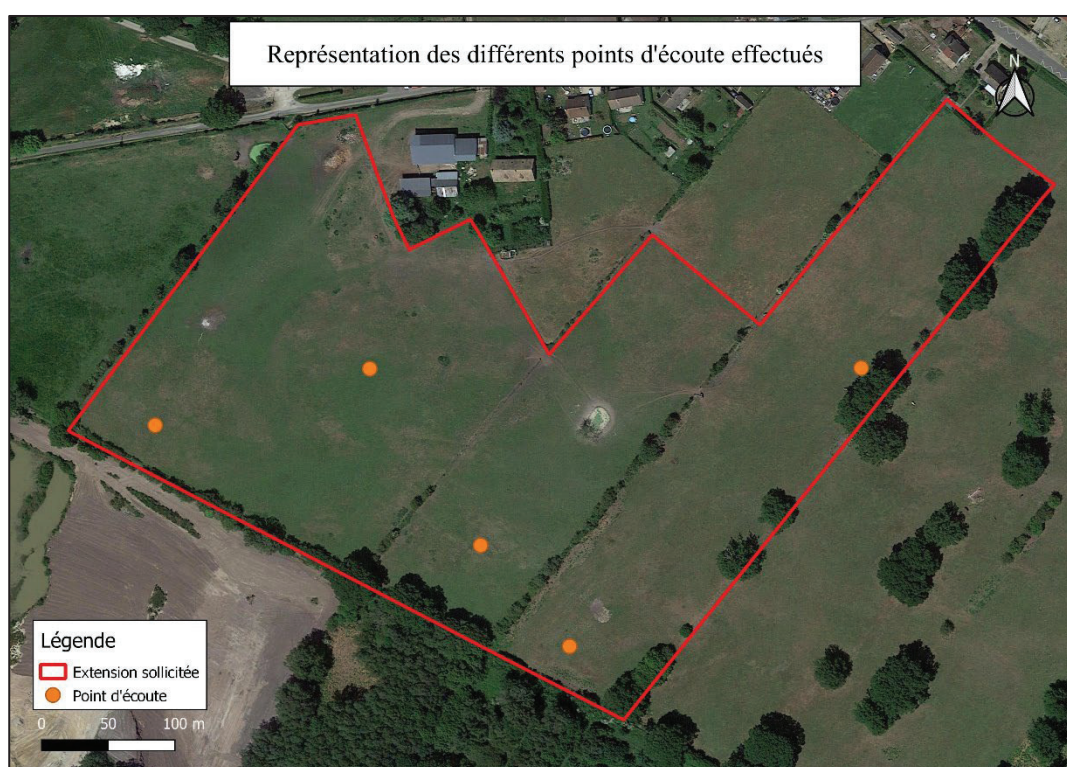 Représentation des différents points d'écoute effectués
N
Légende
Extension sollicitée
Point d'écoute
0 50 100 m